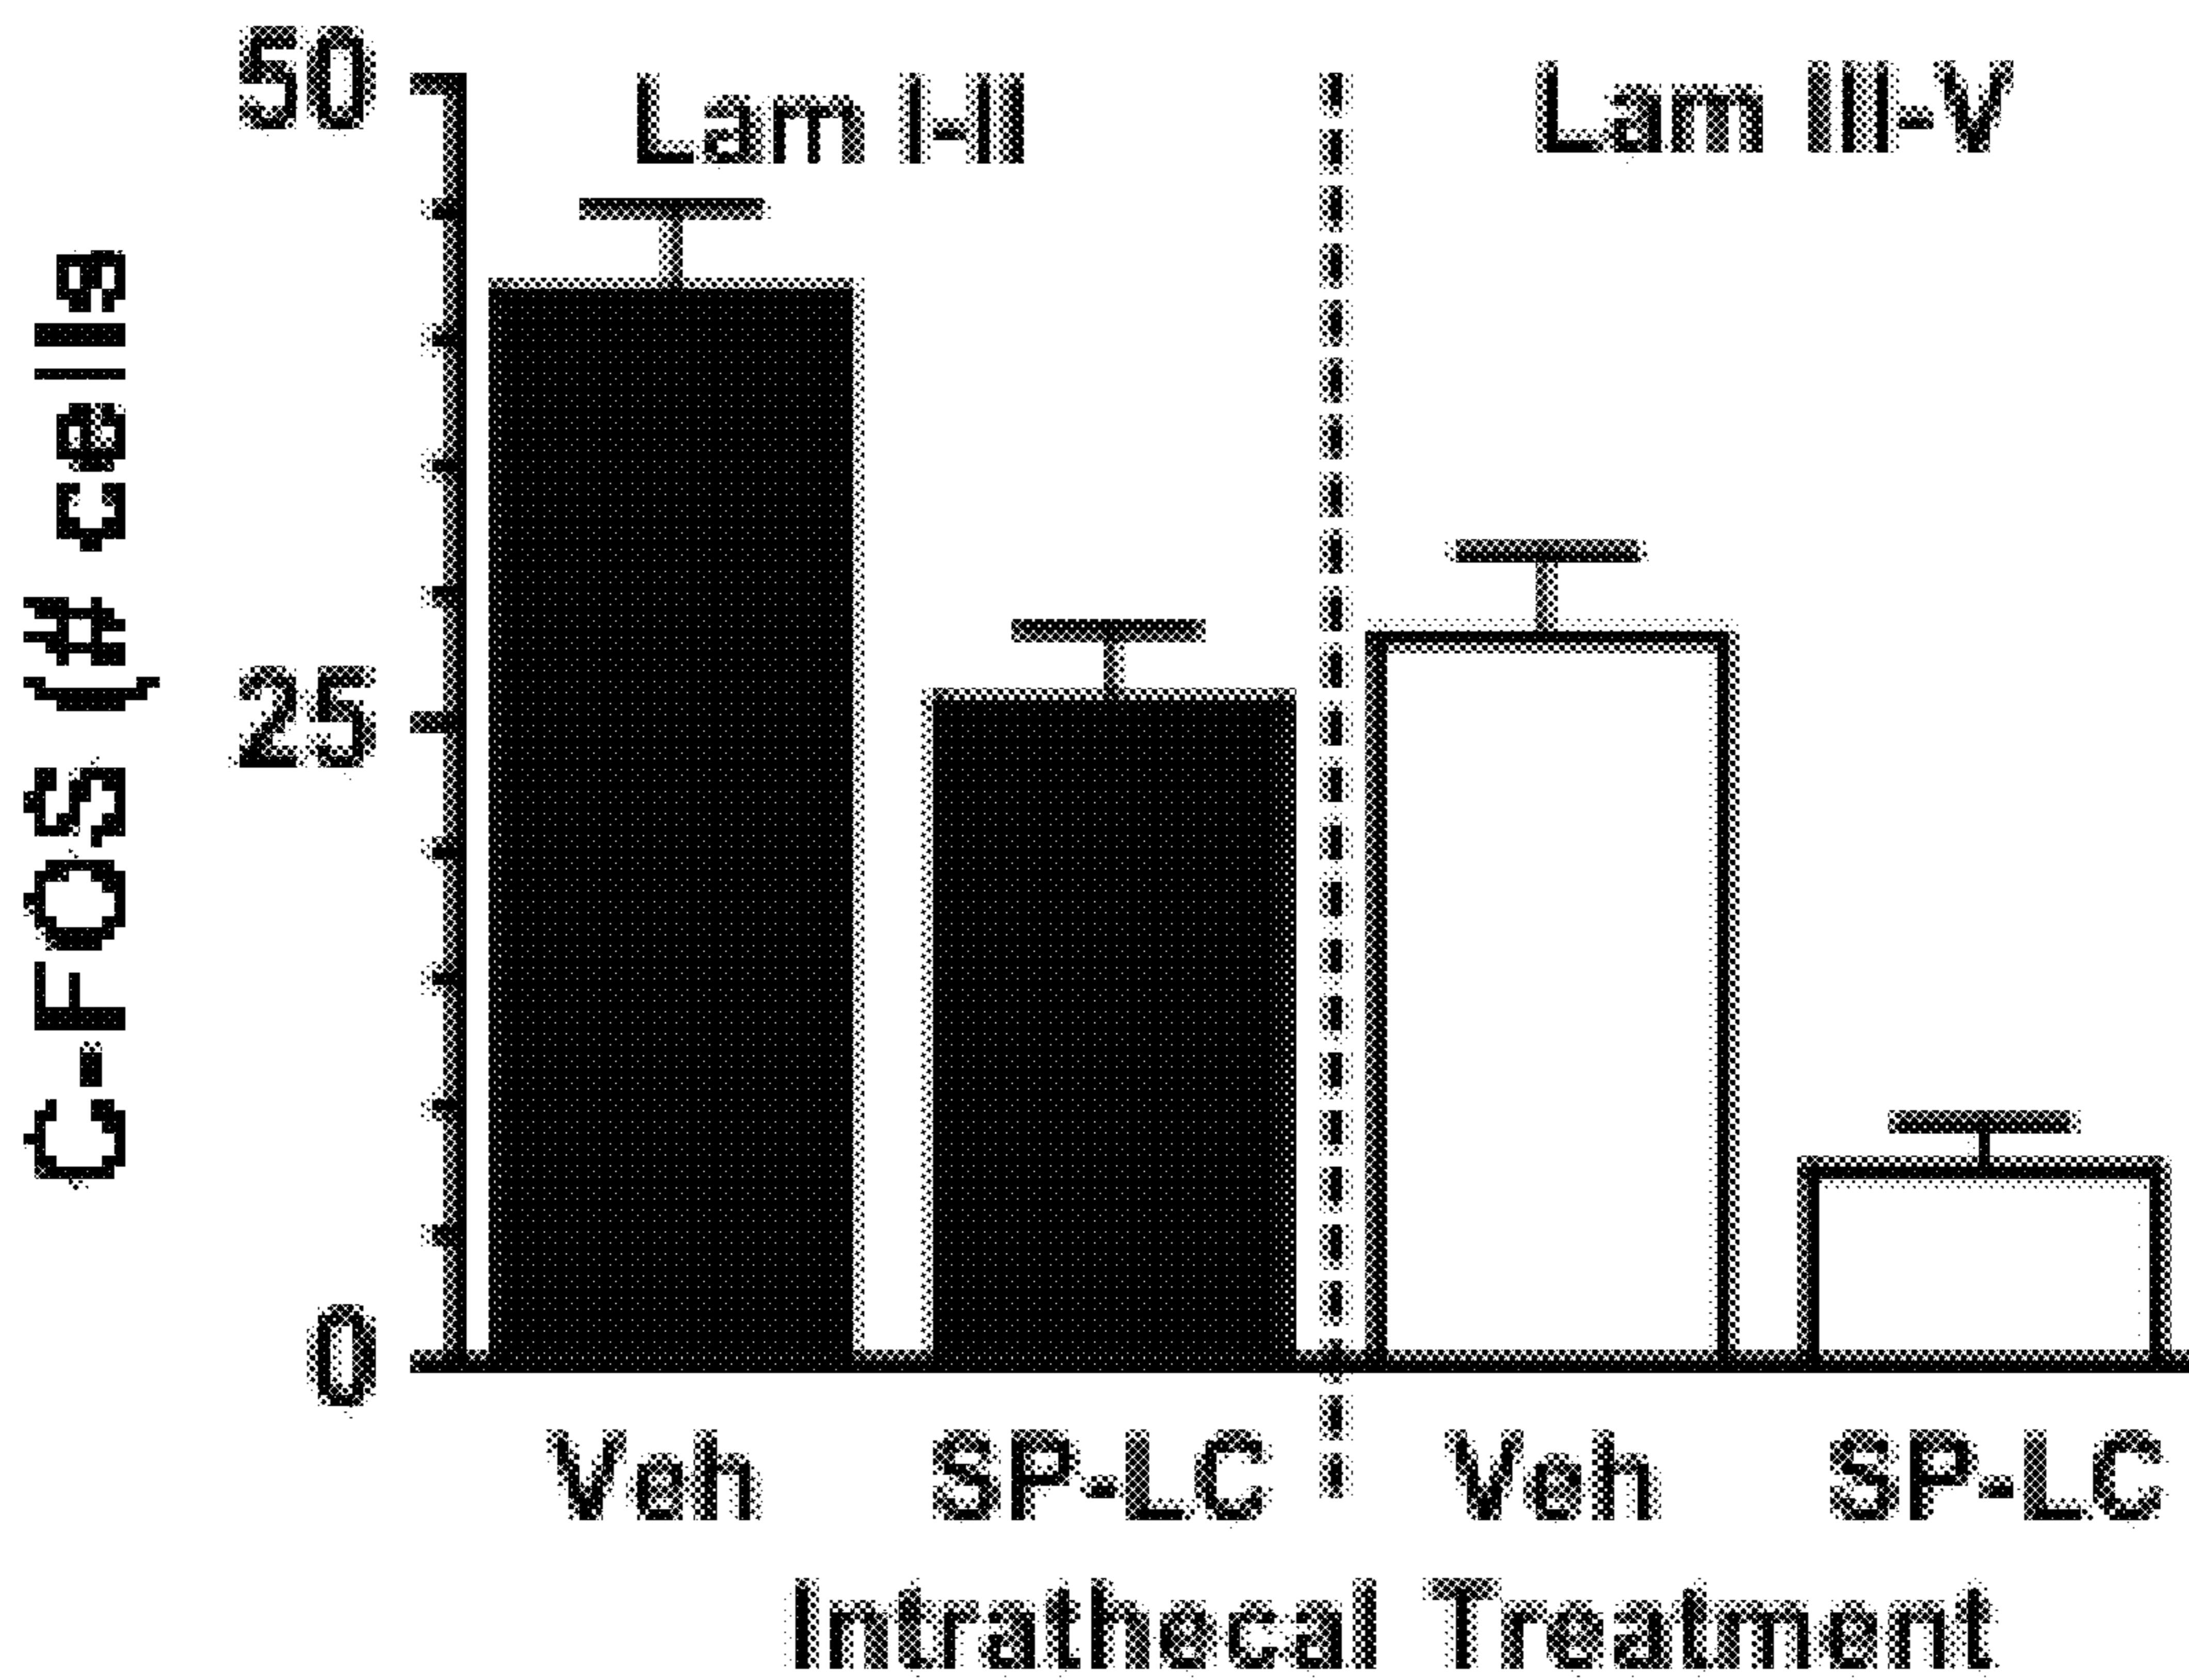 C-FOS (# cells
50
25
0
Lam I-II
Lam III-V
Veh
SP-LC
Veh
SP-LC
Intrathecal Treatment